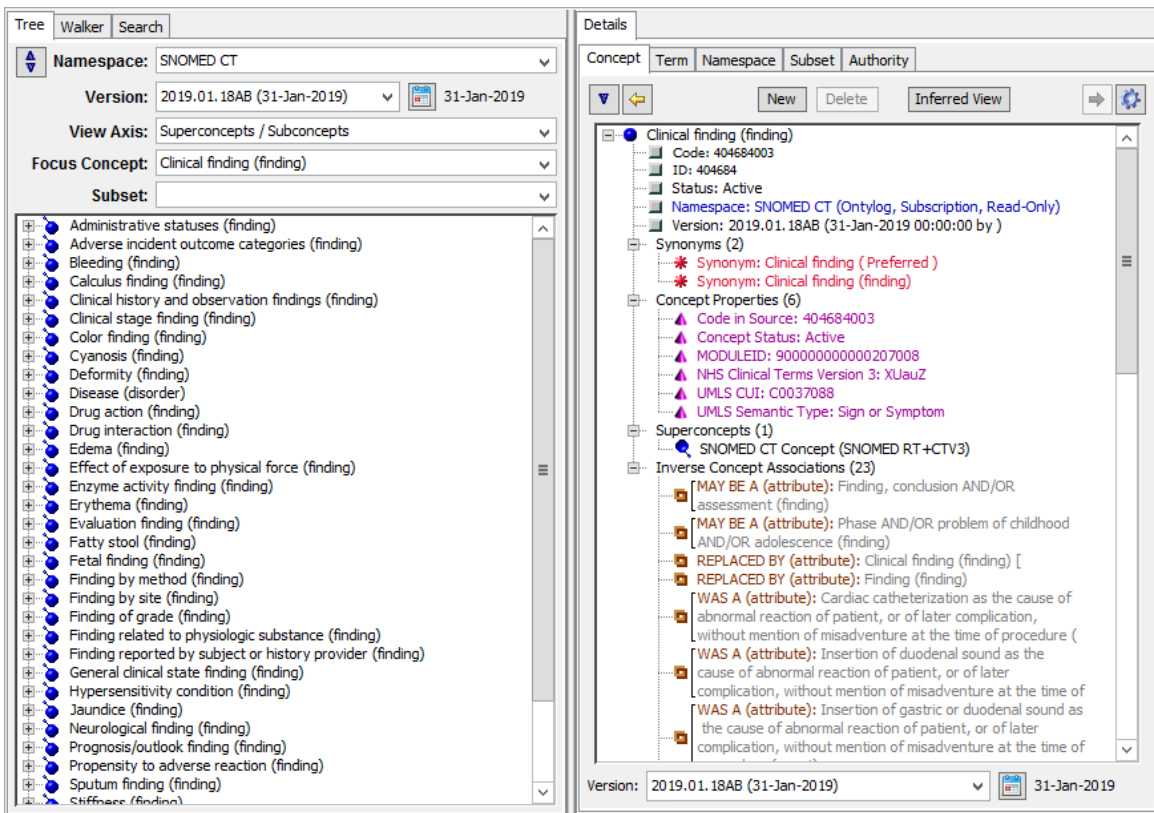 Tree Walker Search
Namespace: SNOMED CT
Version: 2019.01.18AB (31-Jan-2019) 31-Jan-2019
View Axis: Superconcepts / Subconcepts
Focus Concept: Clinical finding (finding)
Subset:
Administrative statuses (finding)
Adverse incident outcome categories (finding)
Bleeding (finding)
Calculus finding (finding)
Clinical history and observation findings (finding)
Clinical stage finding (finding)
Color finding (finding)
Cyanosis (finding)
Deformity (finding)
Disease (disorder)
Drug action (finding)
Drug interaction (finding)
Edema (finding)
Effect of exposure to physical force (finding)
Enzyme activity finding (finding)
Erythema (finding)
Evaluation finding (finding)
Fatty stool (finding)
Fetal finding (finding)
Finding by method (finding)
Finding by site (finding)
Finding of grade (finding)
Finding related to physiologic substance (finding)
Finding reported by subject or history provider (finding)
General clinical state finding (finding)
Hypersensitivity condition (finding)
Jaundice (finding)
Neurological finding (finding)
Prognosis/outlook finding (finding)
Propensity to adverse reaction (finding)
Sputum finding (finding)
Stiffness (finding)
Details
Concept Term Namespace Subset Authority
New Delete Inferred View
Clinical finding (finding)
Code: 404684003
ID: 404684
Status: Active
Namespace: SNOMED CT (Ontylog, Subscription, Read-Only)
Version: 2019.01.18AB (31-Jan-2019 00:00:00 by )
Synonyms (2)
Synonym: Clinical finding ( Preferred )
Synonym: Clinical finding (finding)
Concept Properties (6)
Code in Source: 404684003
Concept Status: Active
MODULEID: 900000000000207008
NHS Clinical Terms Version 3: XUauZ
UMLS CUI: C0037088
UMLS Semantic Type: Sign or Symptom
Superconcepts (1)
SNOMED CT Concept (SNOMED RT+CTV3)
Inverse Concept Associations (23)
MAY BE A (attribute): Finding, conclusion AND/OR
assessment (finding)
MAY BE A (attribute): Phase AND/OR problem of childhood
AND/OR adolescence (finding)
REPLACED BY (attribute): Clinical finding (finding) [
REPLACED BY (attribute): Finding (finding)
WAS A (attribute): Cardiac catheterization as the cause of
abnormal reaction of patient, or of later complication,
without mention of misadventure at the time of procedure (
WAS A (attribute): Insertion of duodenal sound as the
cause of abnormal reaction of patient, or of later
complication, without mention of misadventure at the time of
WAS A (attribute): Insertion of gastric or duodenal sound as
the cause of abnormal reaction of patient, or of later
complication, without mention of misadventure at the time of
Version: 2019.01.18AB (31-Jan-2019) 31-Jan-2019